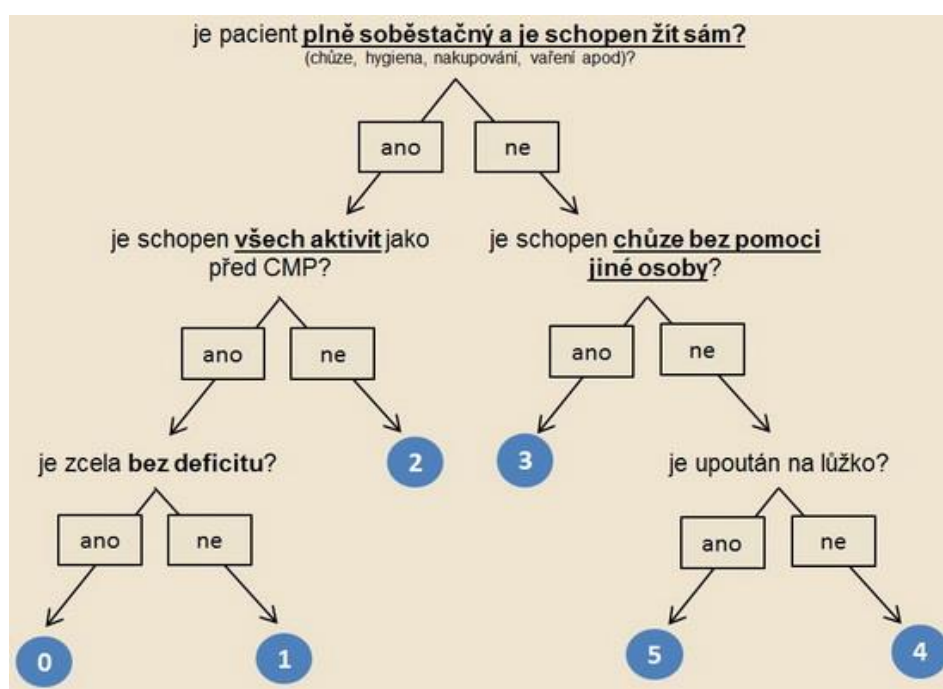 je pacient plně soběstačný a je schopen žít sám?
(chůze, hygiena, nakupování, vaření apod)?
ano
ne
je schopen všech aktivit jako
před CMP?
je schopen chůze bez pomoci
jiné osoby?
ano
ne
ano
ne
2
3
je zcela bez deficitu?
je upoután na lůžko?
ano
ne
ano
ne
0
1
5
4